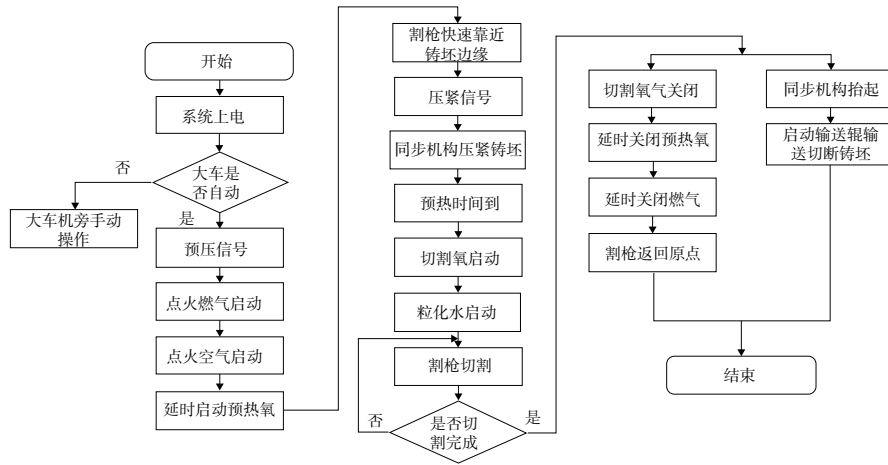 开始
系统上电
大车是
否自动
否
大车机旁手动
操作
是
预压信号
点火燃气启动
点火空气启动
延时启动预热氧
割枪快速靠近
铸坯边缘
压紧信号
同步机构压紧铸坯
预热时间到
切割氧启动
粒化水启动
割枪切割
是否切
割完成
否
是
切割氧气关闭
延时关闭预热氧
延时关闭燃气
割枪返回原点
同步机构抬起
启动输送辊输
送切断铸坯
结束